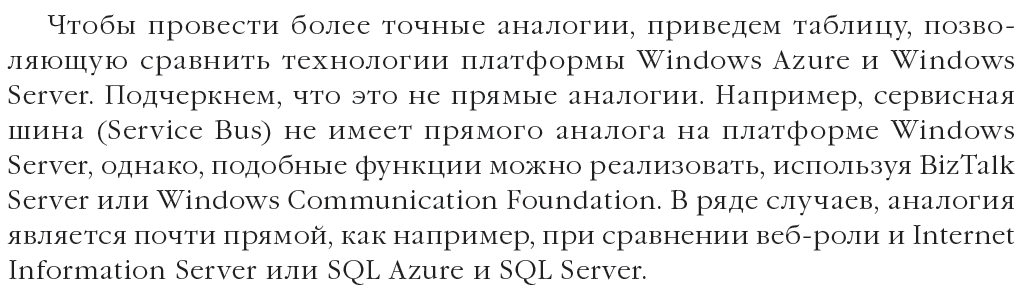 Чтобы провести более точные аналогии, приведем таблицу, позво-
ляющую сравнить технологии платформы Windows Azure и Windows
Server. Подчеркнем, что это не прямые аналогии. Например, сервисная
шина (Service Bus) не имеет прямого аналога на платформе Windows
Server, однако, подобные функции можно реализовать, используя BizTalk
Server или Windows Communication Foundation. В ряде случаев, аналогия
является почти прямой, как например, при сравнении веб-роли и Internet
Information Server или SQL Azure и SQL Server.